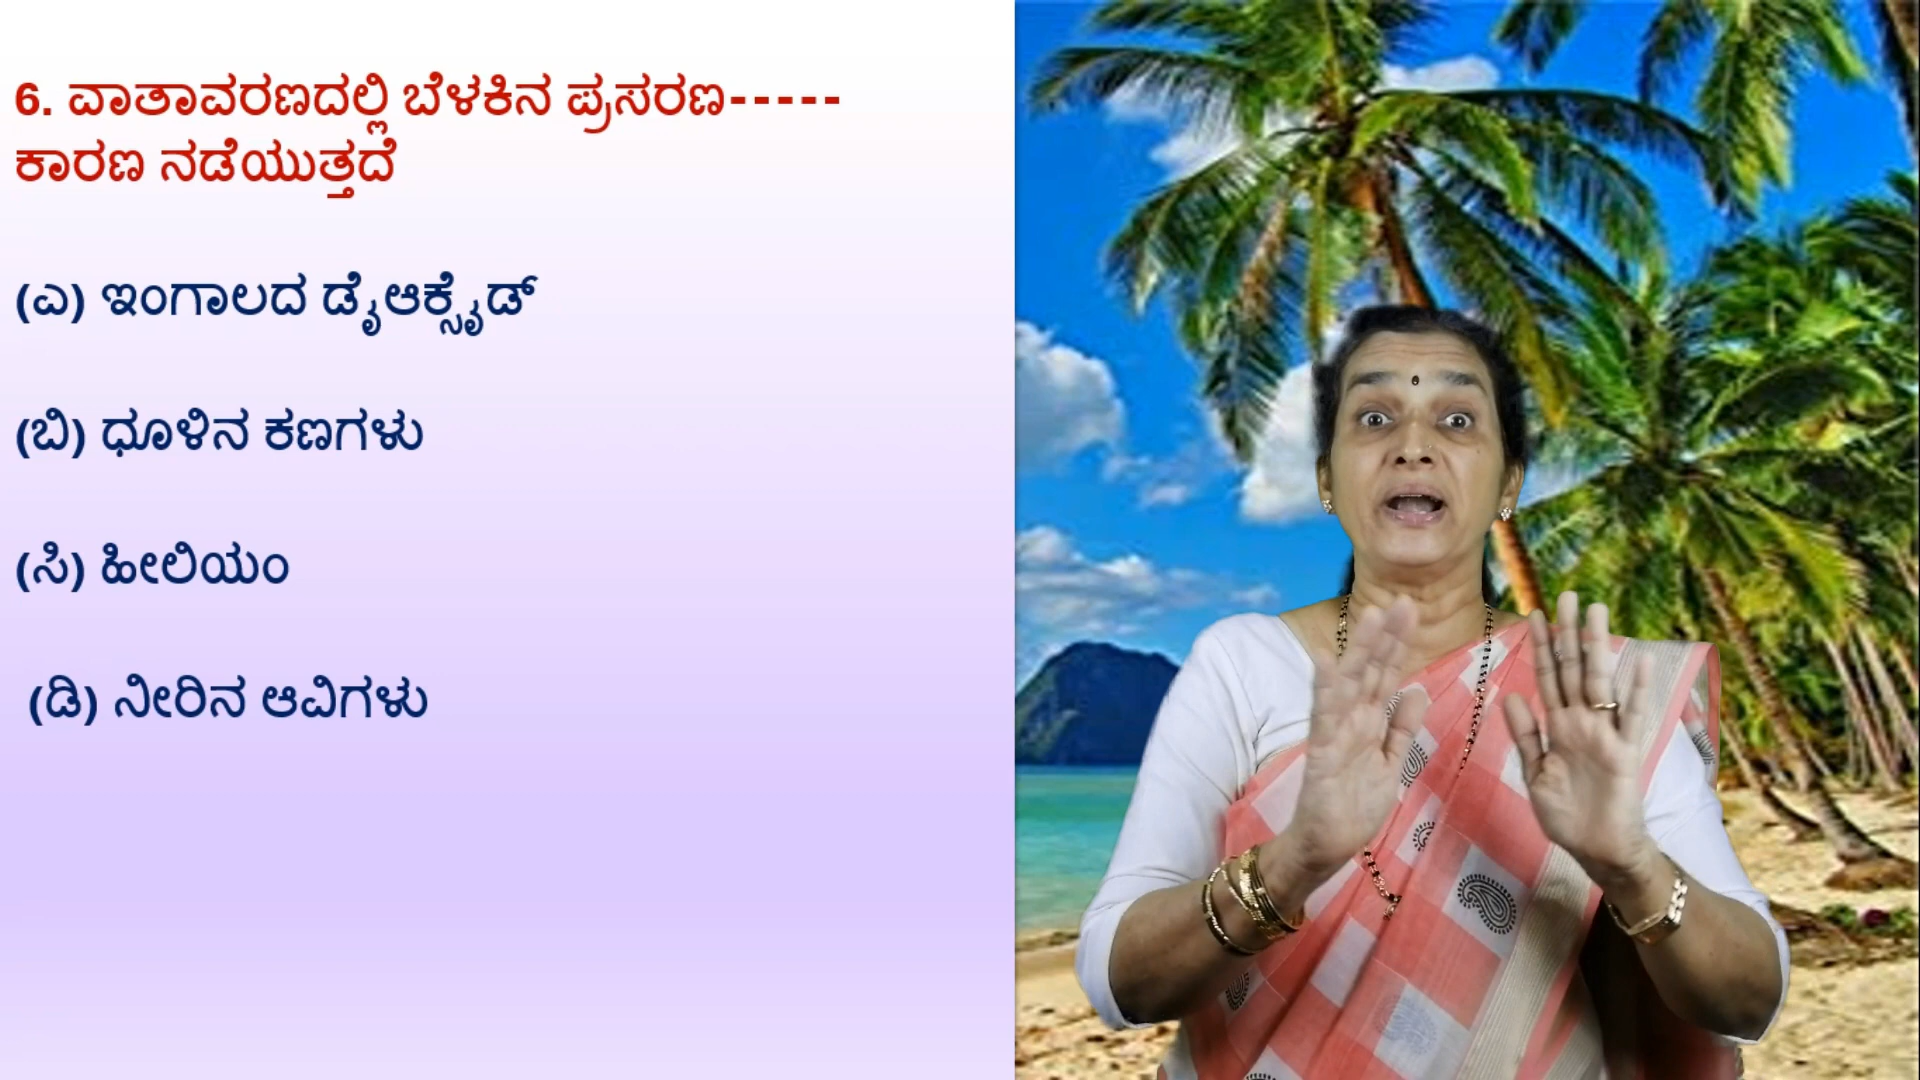 6. ವಾತಾವರಣದಲ್ಲಿ ಬೆಳಕಿನ ಪ್ರಸರಣ-----
ಕಾರಣ ನಡೆಯುತ್ತದೆ
(ಎ) ಇಂಗಾಲದ ಡೈಆಕ್ಸೈಡ್
(ಬಿ) ಧೂಳಿನ ಕಣಗಳು
(ಸಿ) ಹೀಲಿಯಂ
(ಡಿ) ನೀರಿನ ಆವಿಗಳು